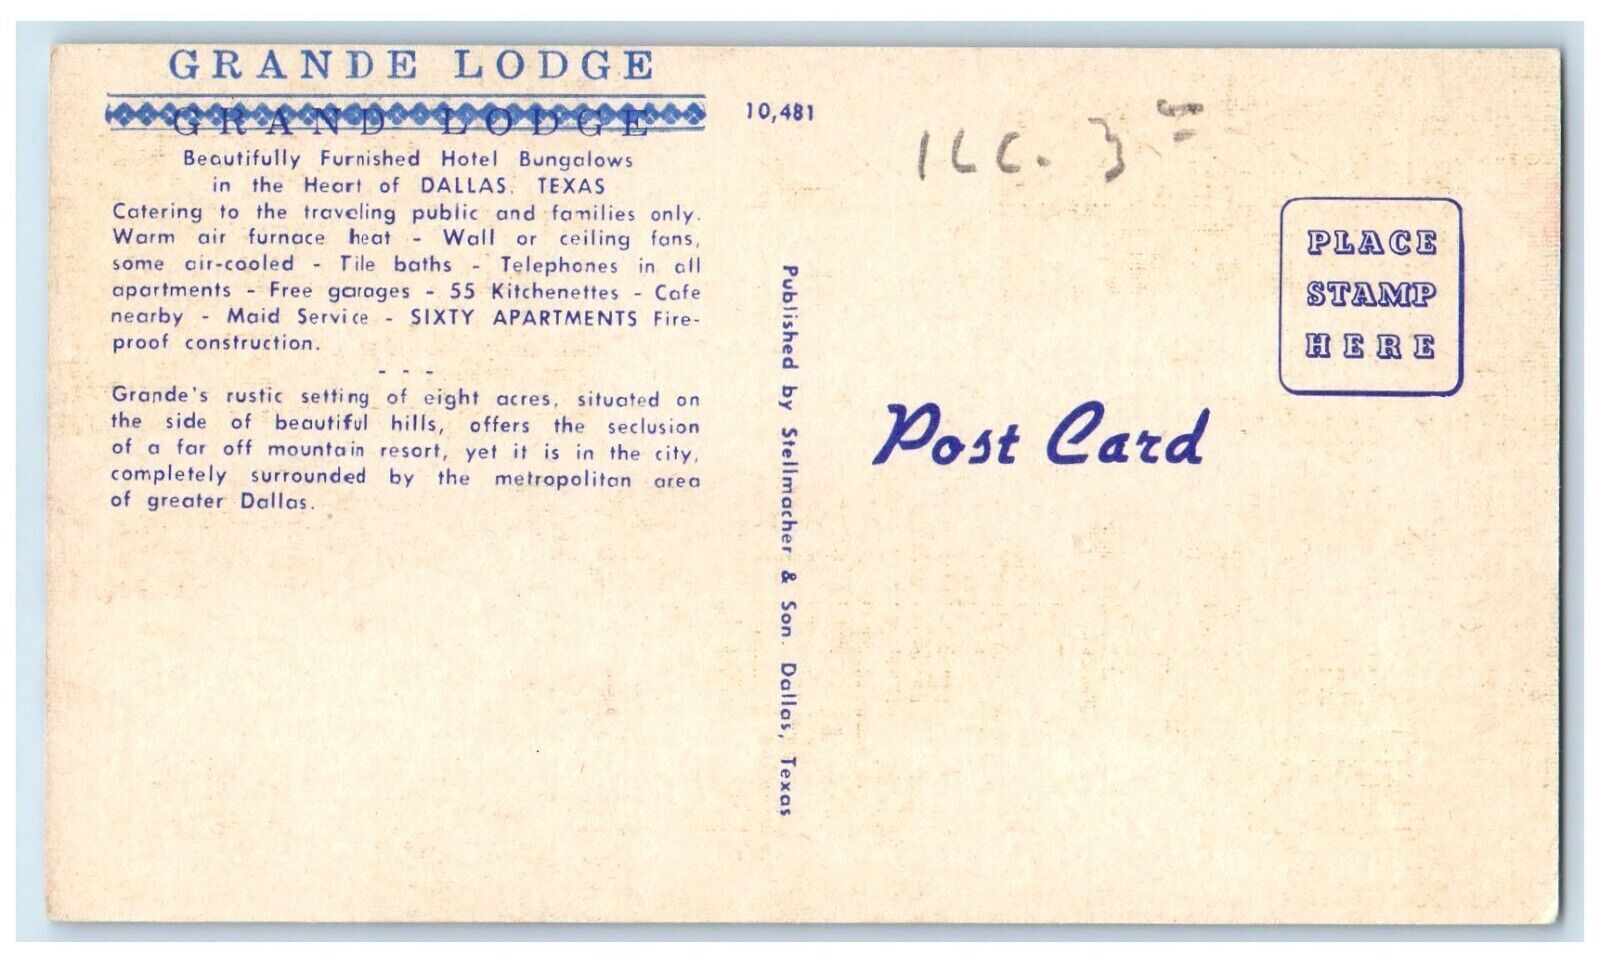 GRANDE LODGE
GRAND LODGE
Beautifully Furnished Hotel Bungalows
in the Heart of DALLAS, TEXAS
Catering to the traveling public and families only.
Warm air furnace heat - Wall or ceiling fans,
some air-cooled - Tile baths - Telephones in all
apartments - Free garages - 55 Kitchenettes - Cafe
nearby - Maid Service - SIXTY APARTMENTS Fire-
proof construction.
- - -
Grande's rustic setting of eight acres, situated on
the side of beautiful hills, offers the seclusion
of a far off mountain resort, yet it is in the city,
completely surrounded by the metropolitan area
of greater Dallas.
10,481
Published by Stellmacher & Son. Dallas, Texas
Post Card
PLACE
STAMP
HERE